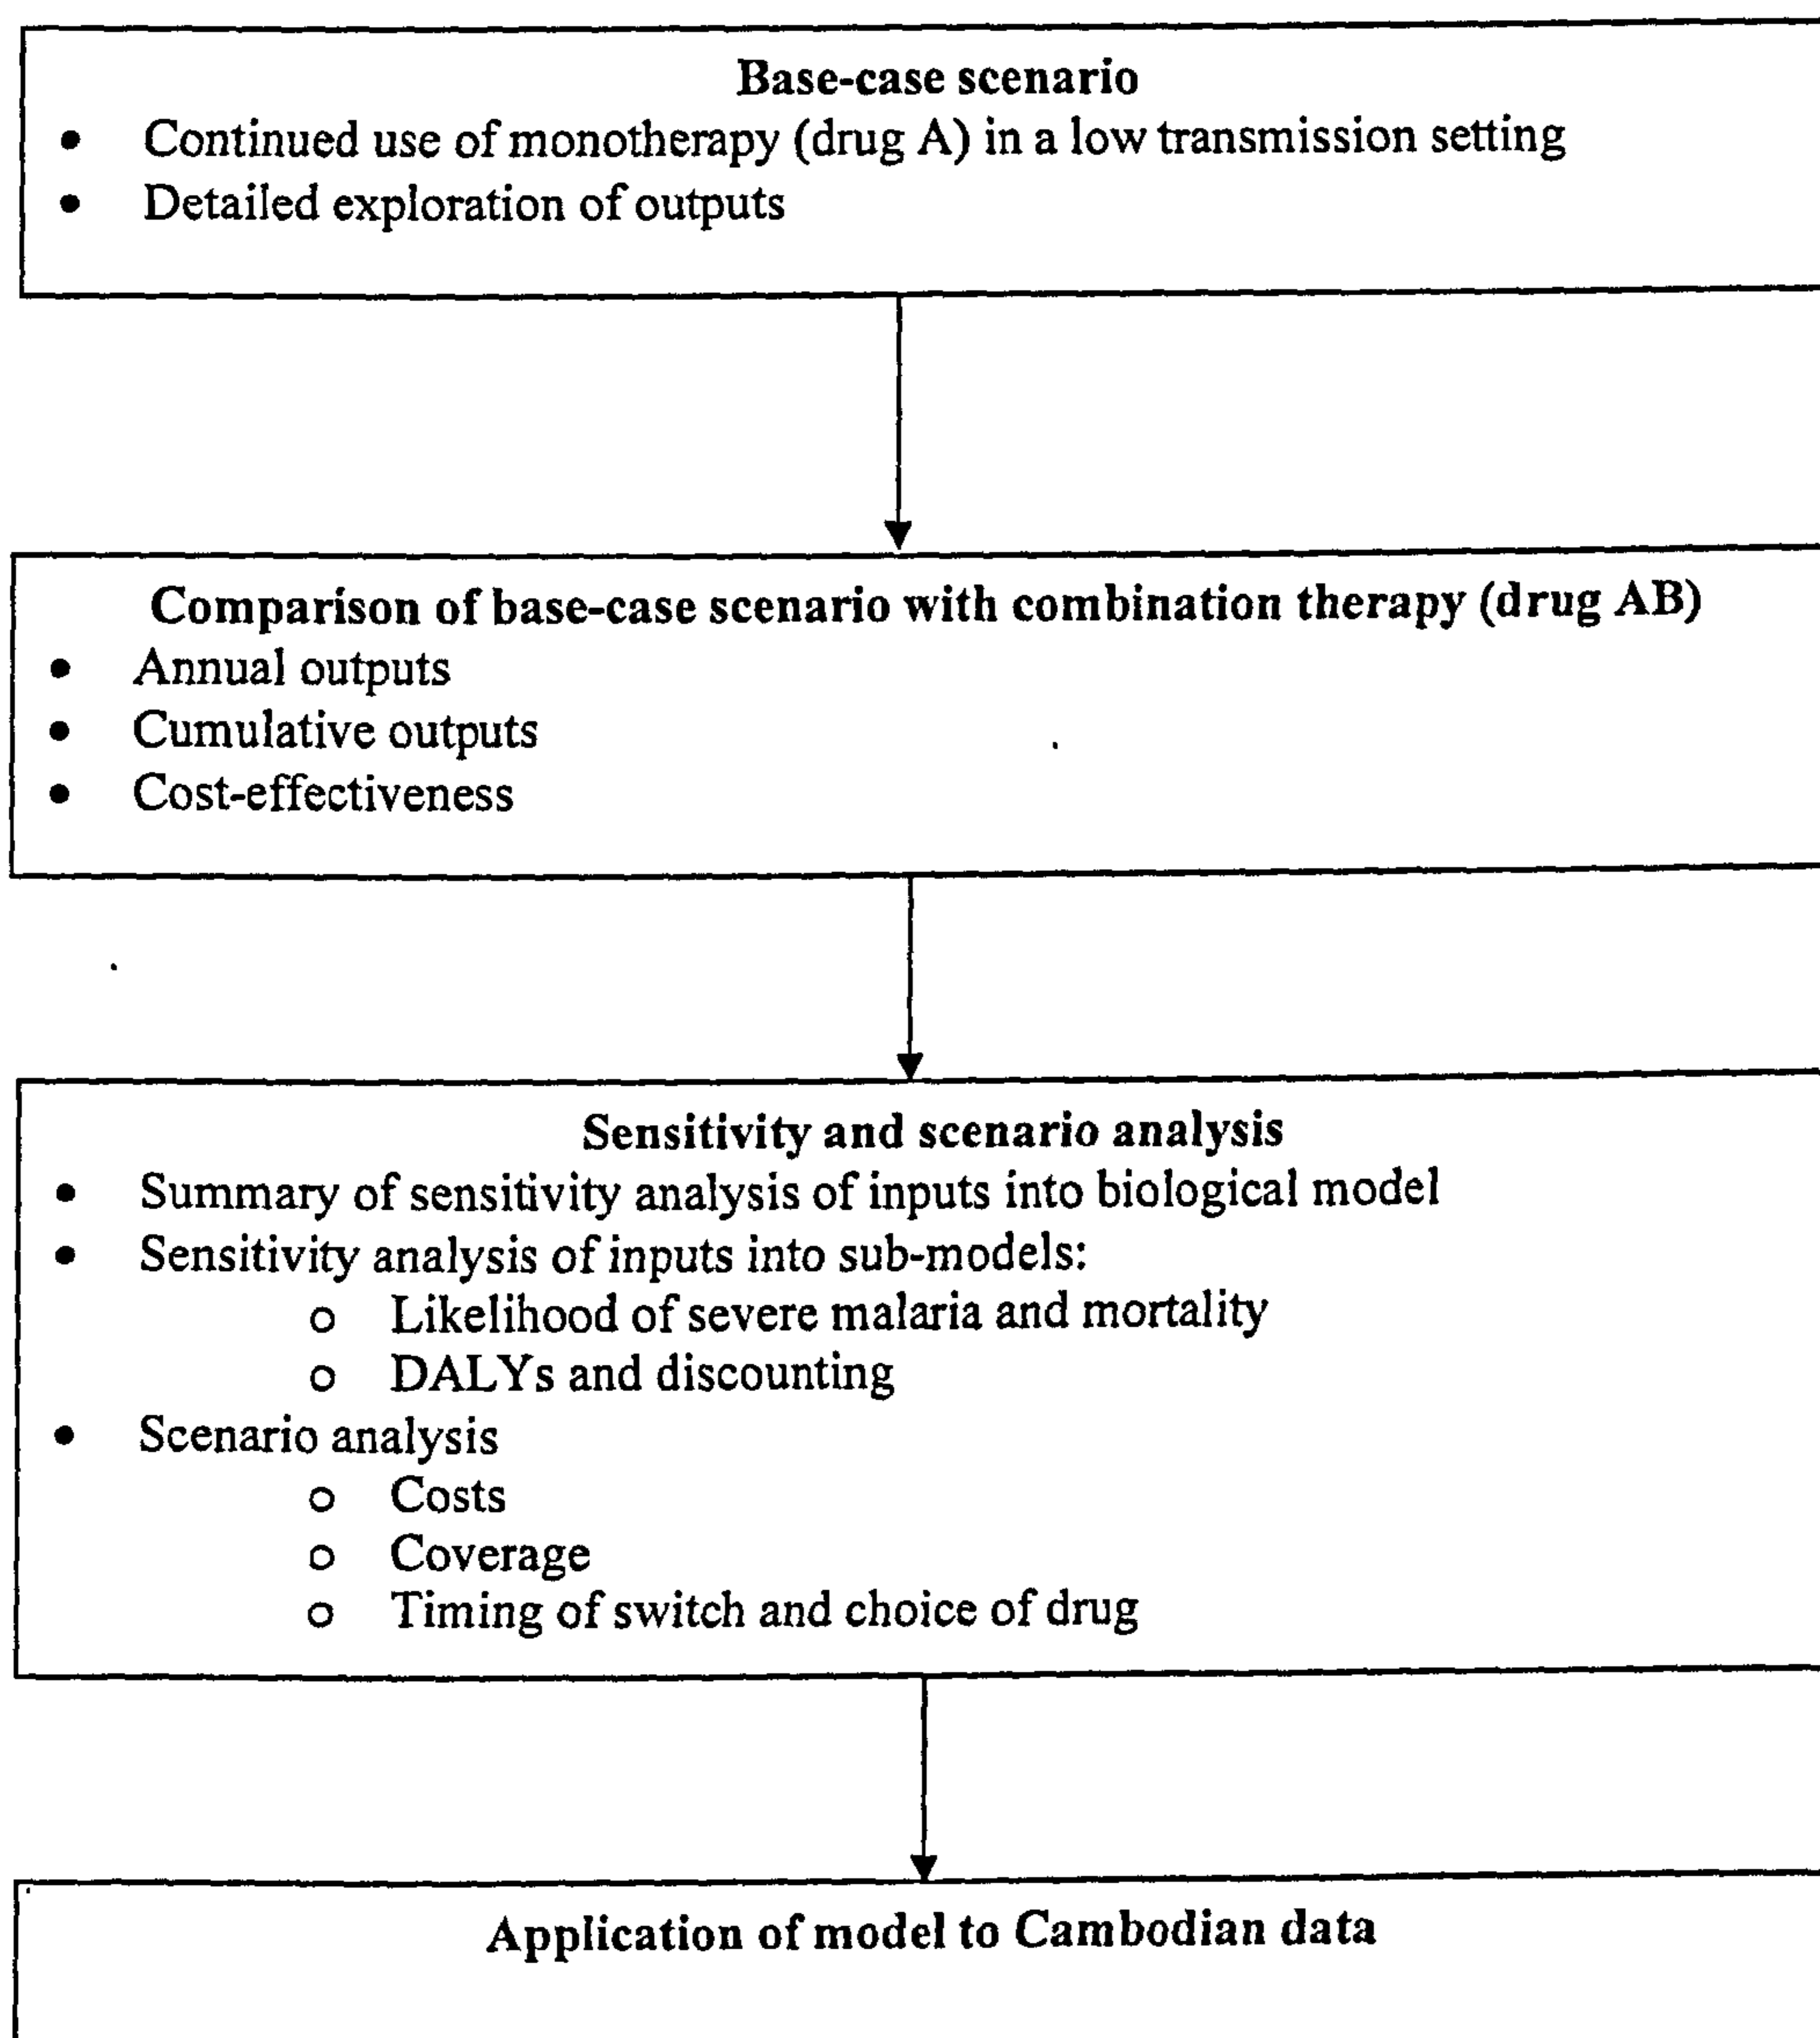 Base-case scenario
• Continued use of monotherapy (drug A) in a low transmission setting
• Detailed exploration of outputs
Comparison of base-case scenario with combination therapy (drug AB)
• Annual outputs
• Cumulative outputs
• Cost-effectiveness
Sensitivity and scenario analysis
• Summary of sensitivity analysis of inputs into biological model
• Sensitivity analysis of inputs into sub-models:
o Likelihood of severe malaria and mortality
o DALYs and discounting
• Scenario analysis
o Costs
o Coverage
o Timing of switch and choice of drug
Application of model to Cambodian data